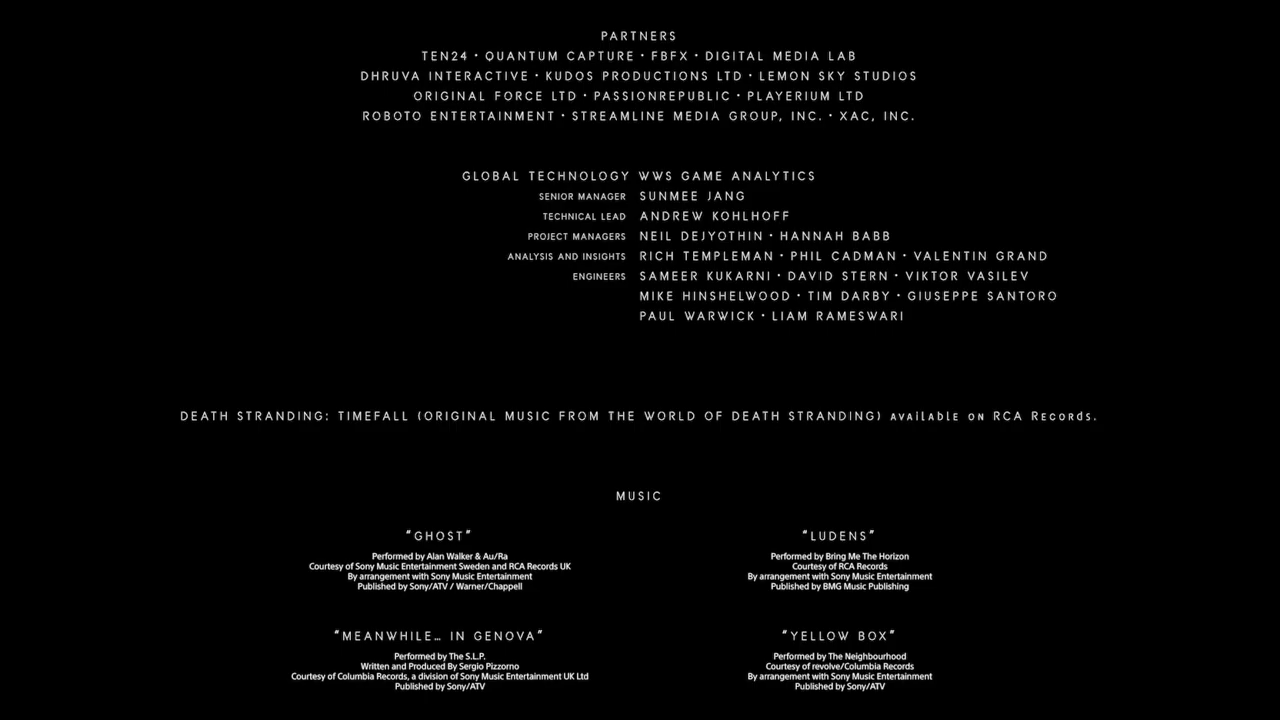 PARTNERS
TEN24 • QUANTUM CAPTURE • FBFX • DIGITAL MEDIA LAB
DHRUVA INTERACTIVE • KUDOS PRODUCTIONS LTD • LEMON SKY STUDIOS
ORIGINAL FORCE LTD • PASSIONREPUBLIC • PLAYERIUM LTD
ROBOTO ENTERTAINMENT • STREAMLINE MEDIA GROUP, INC. • XAC, INC.
GLOBAL TECHNOLOGY WWS GAME ANALYTICS
SENIOR MANAGER SUNMEE JANG
TECHNICAL LEAD ANDREW KOHLHOFF
PROJECT MANAGERS NEIL DEJYOTHIN • HANNAH BABB
ANALYSIS AND INSIGHTS RICH TEMPLEMAN • PHIL CADMAN • VALENTIN GRAND
ENGINEERS SAMEER KUKARNI • DAVID STERN • VIKTOR VASILEV
MIKE HINSHELWOOD • TIM DARBY • GIUSEPPE SANTORO
PAUL WARWICK • LIAM RAMESWARI
DEATH STRANDING: TIMEFALL (ORIGINAL MUSIC FROM THE WORLD OF DEATH STRANDING) AVAILABLE ON RCA RECORDS.
MUSIC
"GHOST"
Performed by Alan Walker & Au/Ra
Courtesy of Sony Music Entertainment Sweden and RCA Records UK
By arrangement with Sony Music Entertainment
Published by Sony/ATV / Warner/Chappell
"LUDENS"
Performed by Bring Me The Horizon
Courtesy of RCA Records
By arrangement with Sony Music Entertainment
Published by BMG Music Publishing
"MEANWHILE… IN GENOVA"
Performed by The S.L.P.
Written and Produced By Sergio Pizzorno
Courtesy of Columbia Records, a division of Sony Music Entertainment UK Ltd
Published by Sony/ATV
"YELLOW BOX"
Performed by The Neighbourhood
Courtesy of revolve/Columbia Records
By arrangement with Sony Music Entertainment
Published by Sony/ATV